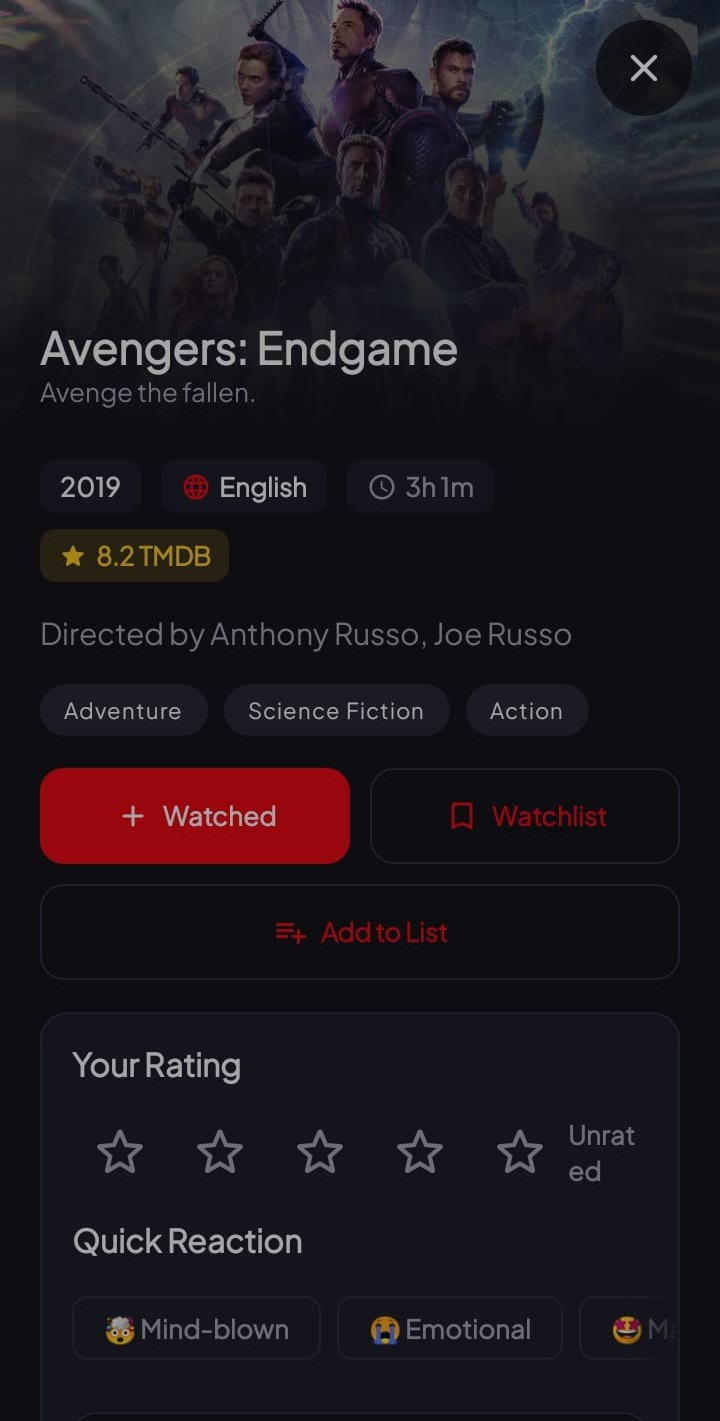 Avengers: Endgame
Avenge the fallen.
2019 English 3h 1m
8.2 TMDB
Directed by Anthony Russo, Joe Russo
Adventure Science Fiction Action
Watched Watchlist
Add to List
Your Rating
Unrat
ed
Quick Reaction
Mind-blown Emotional